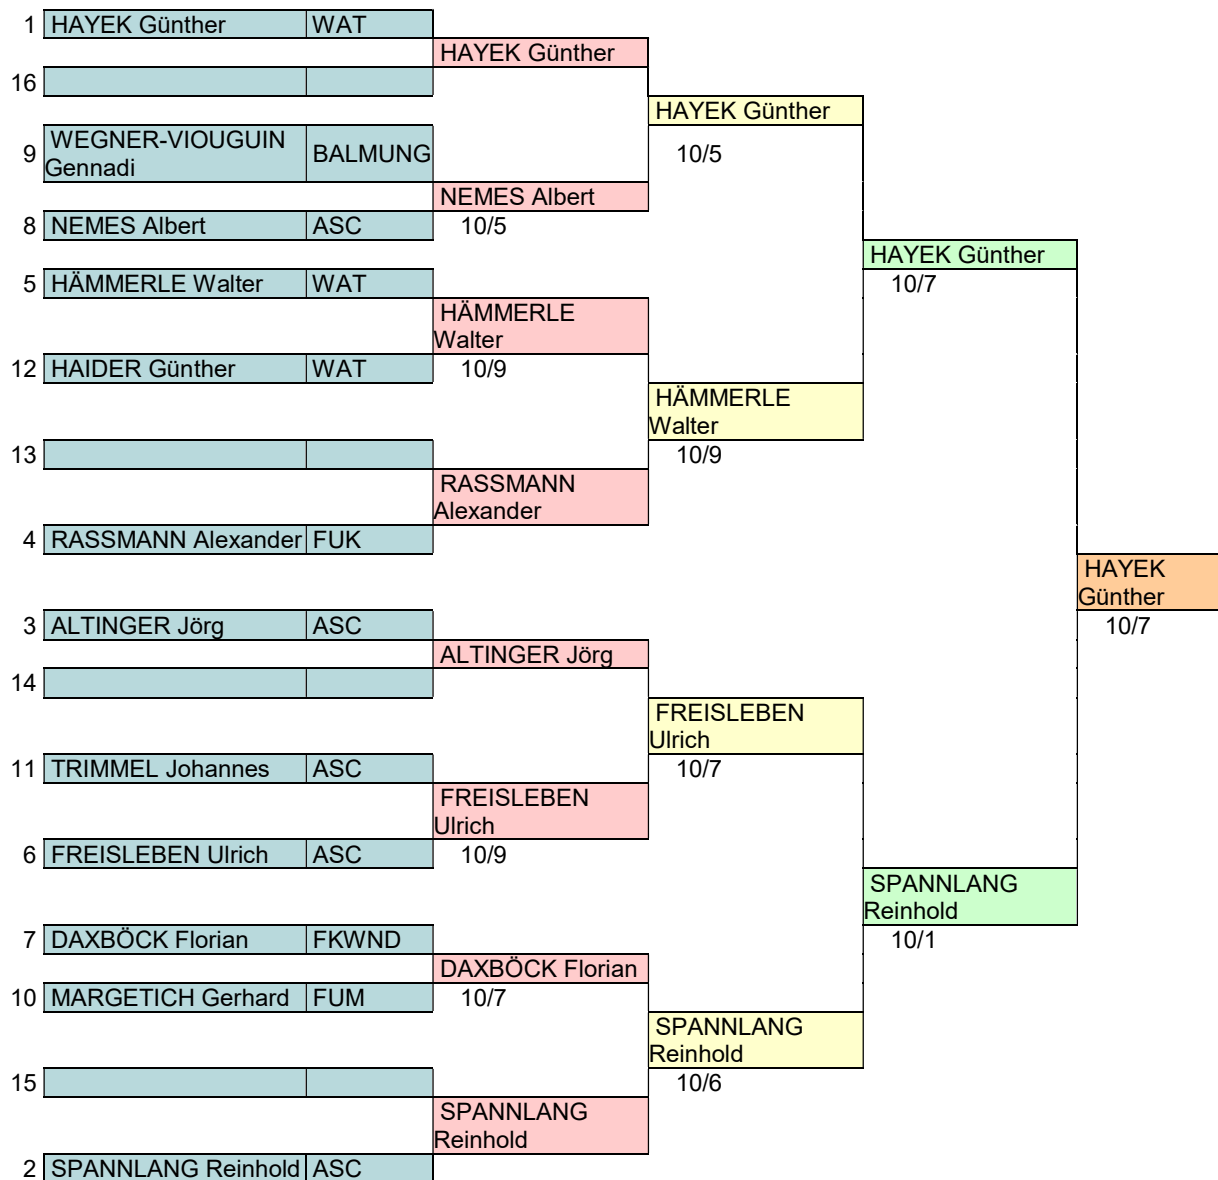 1 HAYEK Günther WAT
HAYEK Günther
16
HAYEK Günther
WEGNER-VIOUGUIN
9 Gennadi BALMUNG 10/5
NEMES Albert
8 NEMES Albert ASC 10/5
HAYEK Günther
5 HÄMMERLE Walter WAT 10/7
HÄMMERLE
Walter
12 HAIDER Günther WAT 10/9
HÄMMERLE
Walter
13 10/9
RASSMANN
Alexander
4 RASSMANN Alexander FUK
HAYEK
Günther
3 ALTINGER Jörg ASC 10/7
ALTINGER Jörg
14
FREISLEBEN
Ulrich
11 TRIMMEL Johannes ASC 10/7
FREISLEBEN
Ulrich
6 FREISLEBEN Ulrich ASC 10/9
SPANNLANG
Reinhold
7 DAXBÖCK Florian FKWND 10/1
DAXBÖCK Florian
10 MARGETICH Gerhard FUM 10/7
SPANNLANG
Reinhold
15 10/6
SPANNLANG
Reinhold
2 SPANNLANG Reinhold ASC